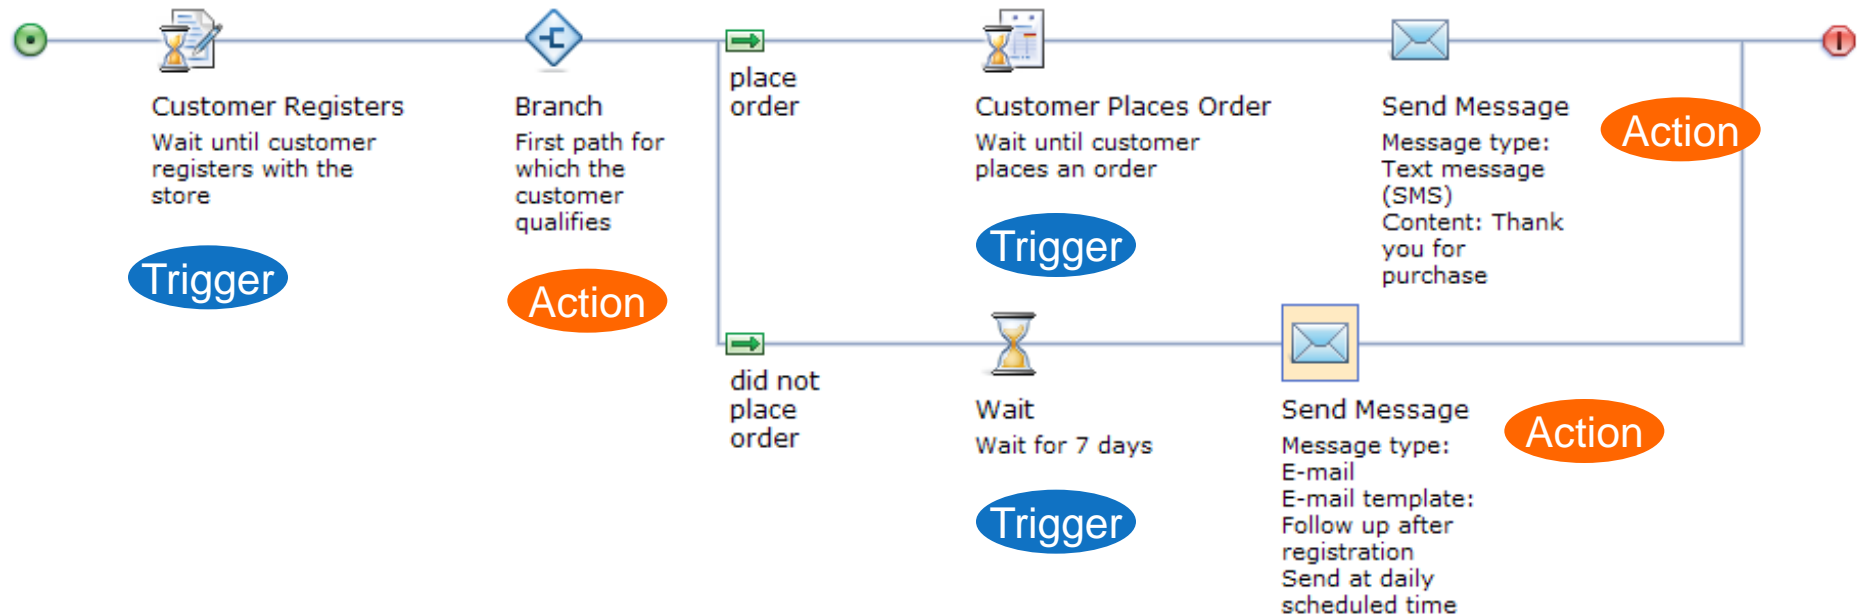 Customer Registers
Wait until customer
registers with the
store
Trigger
Branch
First path for
which the
customer
qualifies
Action
place
order
Customer Places Order
Wait until customer
places an order
Trigger
Send Message
Message type:
Text message
(SMS)
Content: Thank
you for
purchase
Action
did not
place
order
Wait
Wait for 7 days
Trigger
Send Message
Message type:
E-mail
E-mail template:
Follow up after
registration
Send at daily
scheduled time
Action